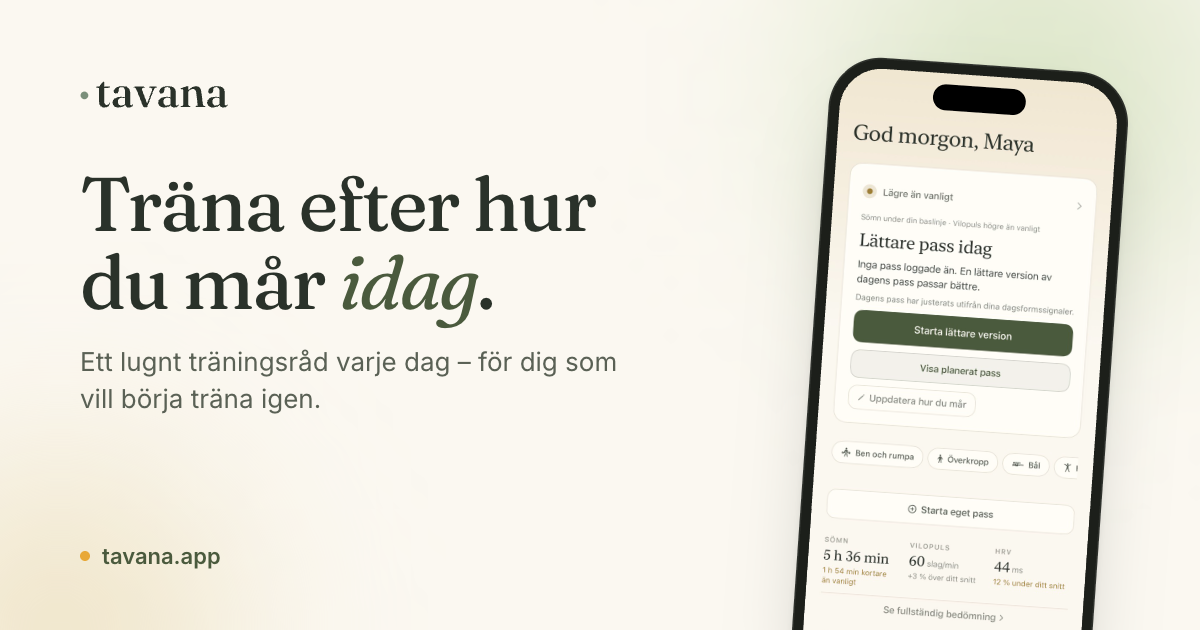 tavana
Träna efter hur
du mår idag.
Ett lugnt träningsråd varje dag – för dig som
vill börja träna igen.
tavana.app
God morgon, Maya
Lägre än vanligt
Sömn under din baslinje · Vilopuls högre än vanligt
Lättare pass idag
Inga pass loggade än. En lättare version av
dagens pass passar bättre.
Dagens pass har justerats utifrån dina dagsformssignaler.
Starta lättare version
Visa planerat pass
Uppdatera hur du mår
Ben och rumpa
Överkropp
Bål
Starta eget pass
SÖMN
5 h 36 min
1 h 54 min kortare
än vanligt
VILOPULS
60 slag/min
+3 % över ditt snitt
HRV
44 ms
12 % under ditt snitt
Se fullständig bedömning